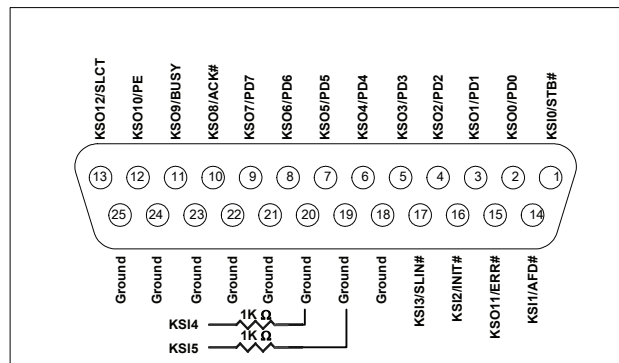 KSO12/SLCT
KSO10/PE
KSO9/BUSY
KSO8/ACK#
KSO7/PD7
KSO6/PD6
KSO5/PD5
KSO4/PD4
KSO3/PD3
KSO2/PD2
KSO1/PD1
KSO0/PD0
KSI0/STB#
13 12 11 10 9 8 7 6 5 4 3 2 1
25 24 23 22 21 20 19 18 17 16 15 14
Ground
Ground
Ground
Ground
Ground
Ground
Ground
Ground
KSI3/SLIN#
KSI2/INIT#
KSO11/ERR#
KSI1/AFD#
1K Ω
KSI4
1K Ω
KSI5